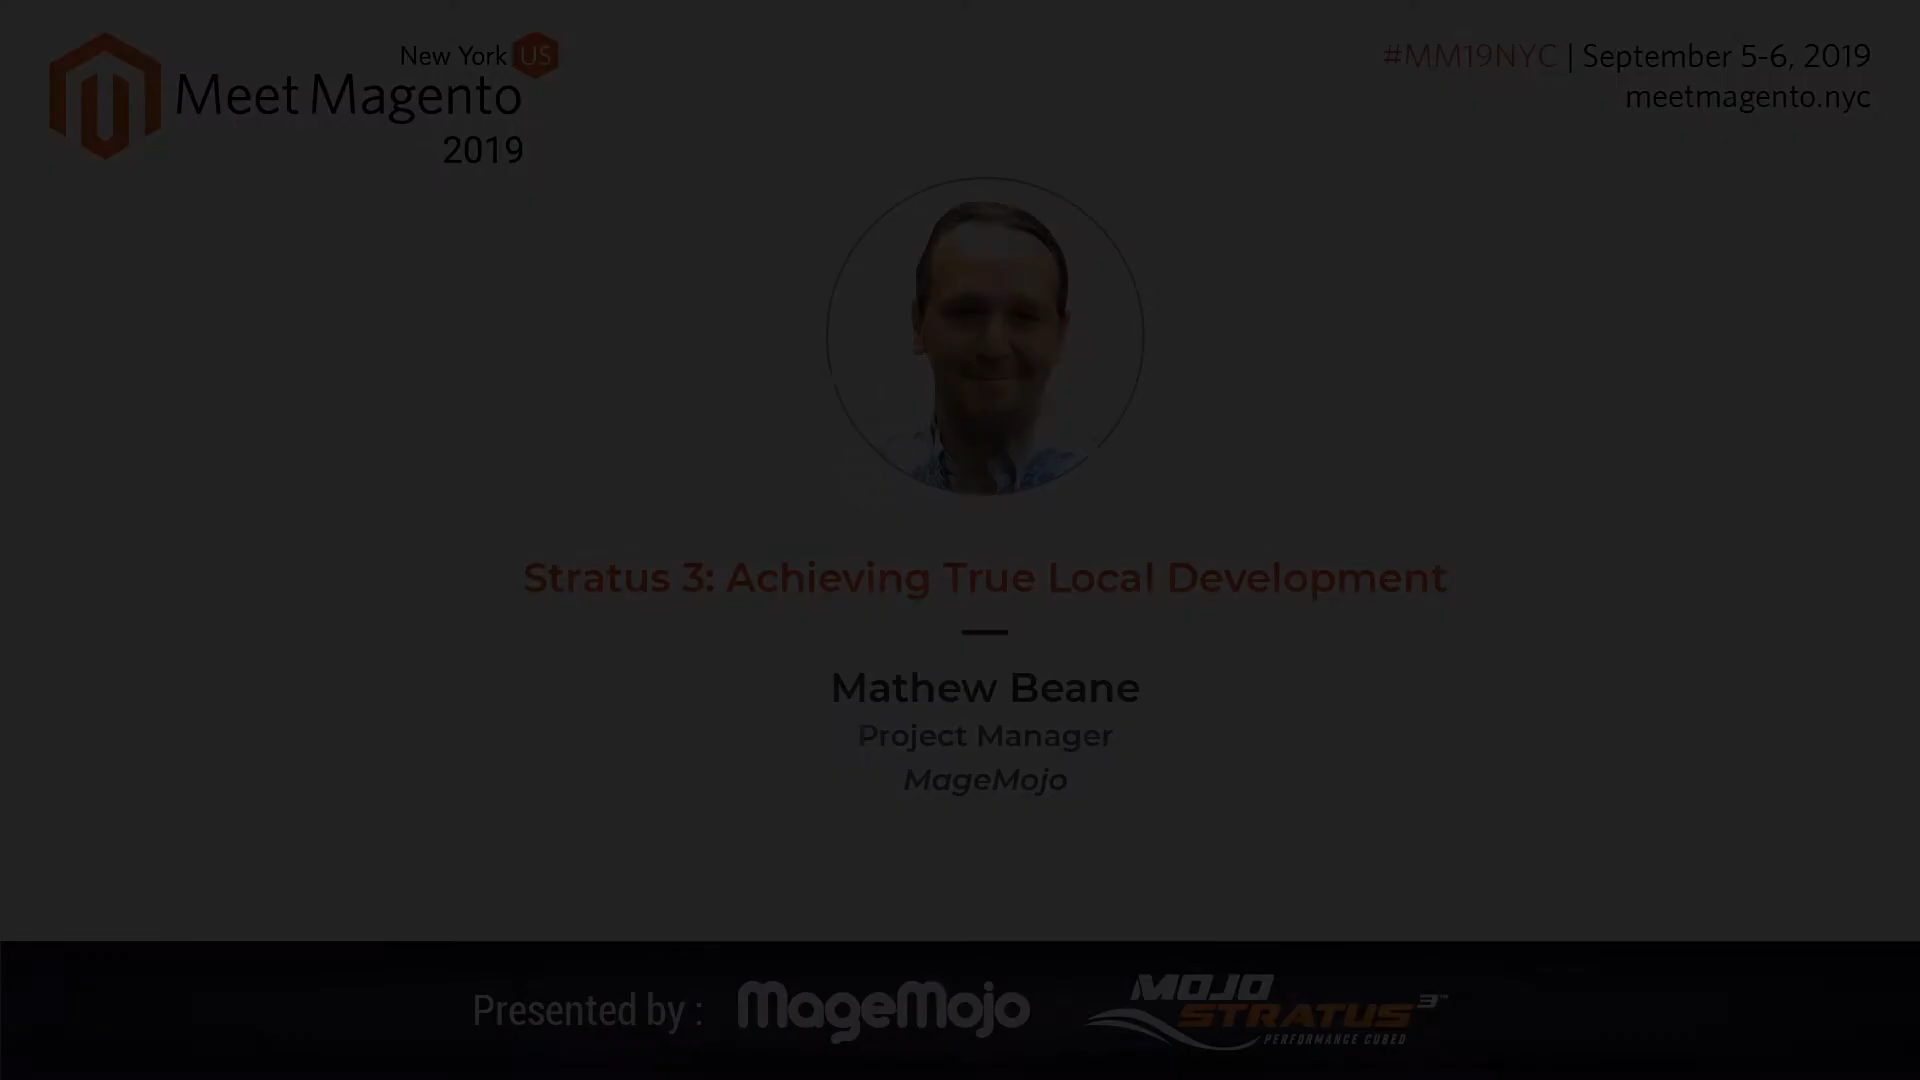 New York US
Meet Magento
2019
#MM19NYC | September 5-6, 2019
meetmagento.nyc
Stratus 3: Achieving True Local Development
Mathew Beane
Project Manager
MageMojo
Presented by : MageMojo
MOJO
STRATUS 3™
PERFORMANCE CUBED